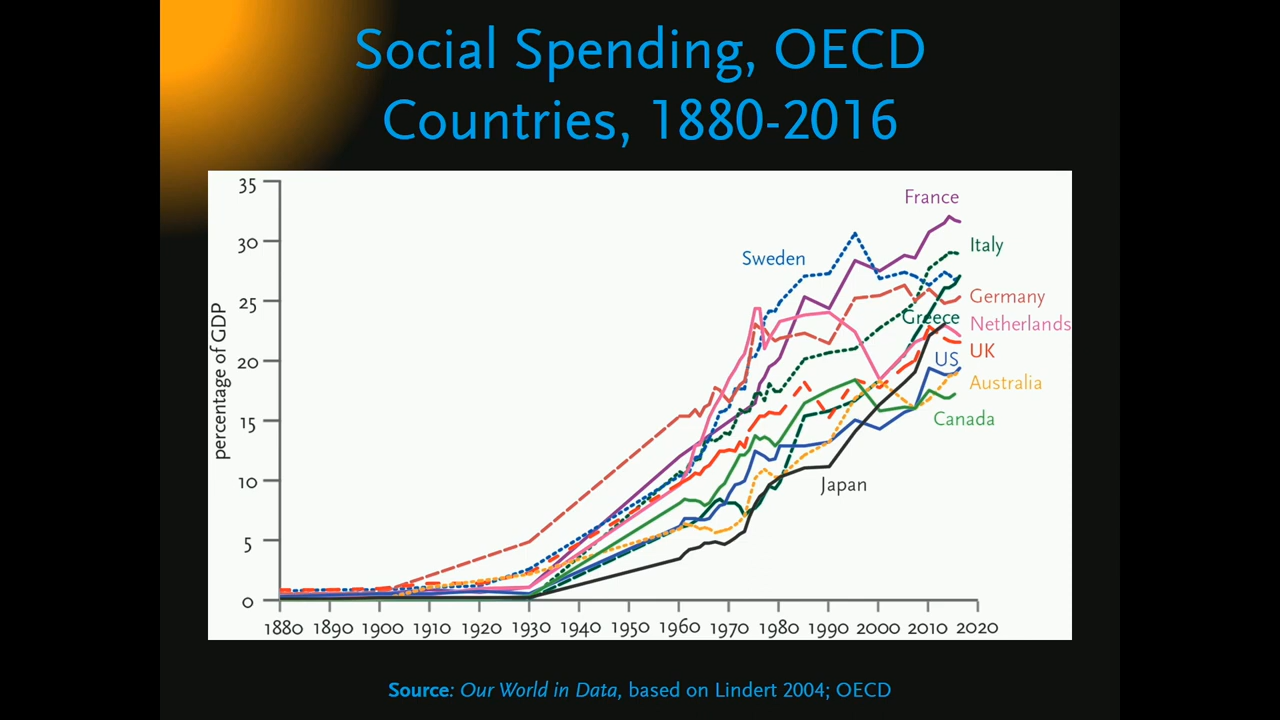 Social Spending, OECD
Countries, 1880-2016
35
30
25
20
15
10
5
0
percentage of GDP
France
Italy
Sweden
Germany
Greece
Netherlands
UK
US
Australia
Canada
Japan
1880 1890 1900 1910 1920 1930 1940 1950 1960 1970 1980 1990 2000 2010 2020
Source: Our World in Data, based on Lindert 2004; OECD